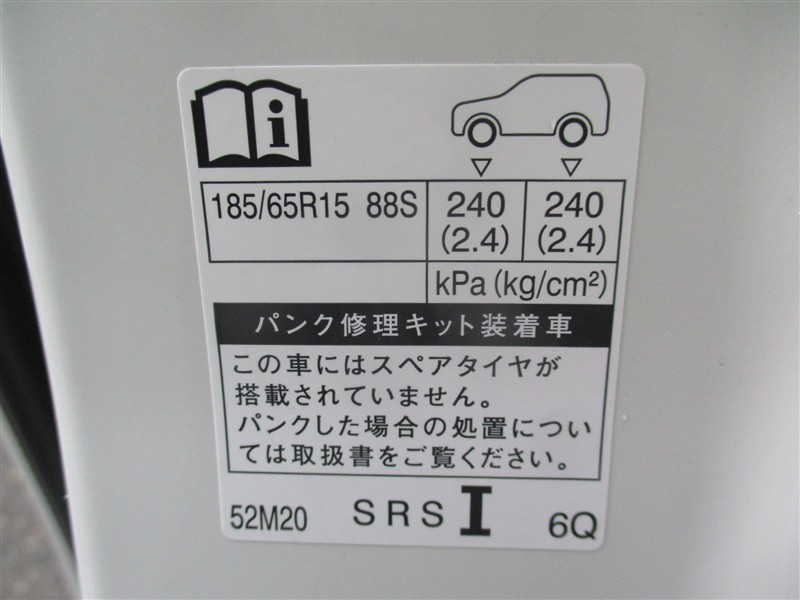 i
185/65R15 88S 240 240
(2.4) (2.4)
kPa (kg/cm²)
パンク修理キット装着車
この車にはスペアタイヤが
搭載されていません。
パンクした場合の処置につい
ては取扱書をご覧ください。
52M20 SRS I 6Q